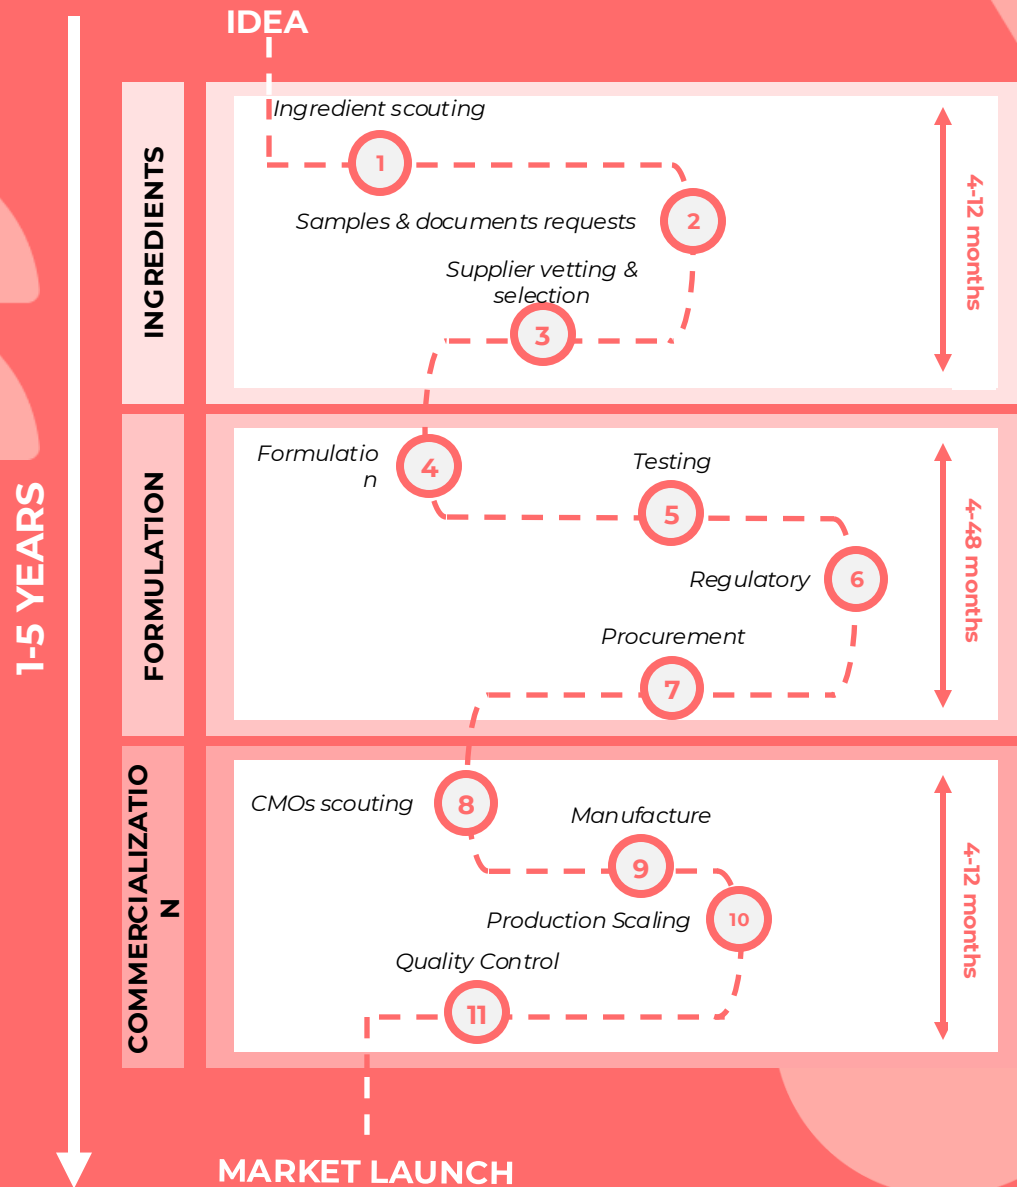 IDEA
INGREDIENTS
Ingredient scouting
1
Samples & documents requests
2
Supplier vetting &
selection
3
4-12 months
1-5 YEARS
FORMULATION
Formulatio
n
4
Testing
5
Regulatory
6
Procurement
7
4-48 months
COMMERCIALIZATIO
N
CMOs scouting
8
Manufacture
9
Production Scaling
10
Quality Control
11
4-12 months
MARKET LAUNCH